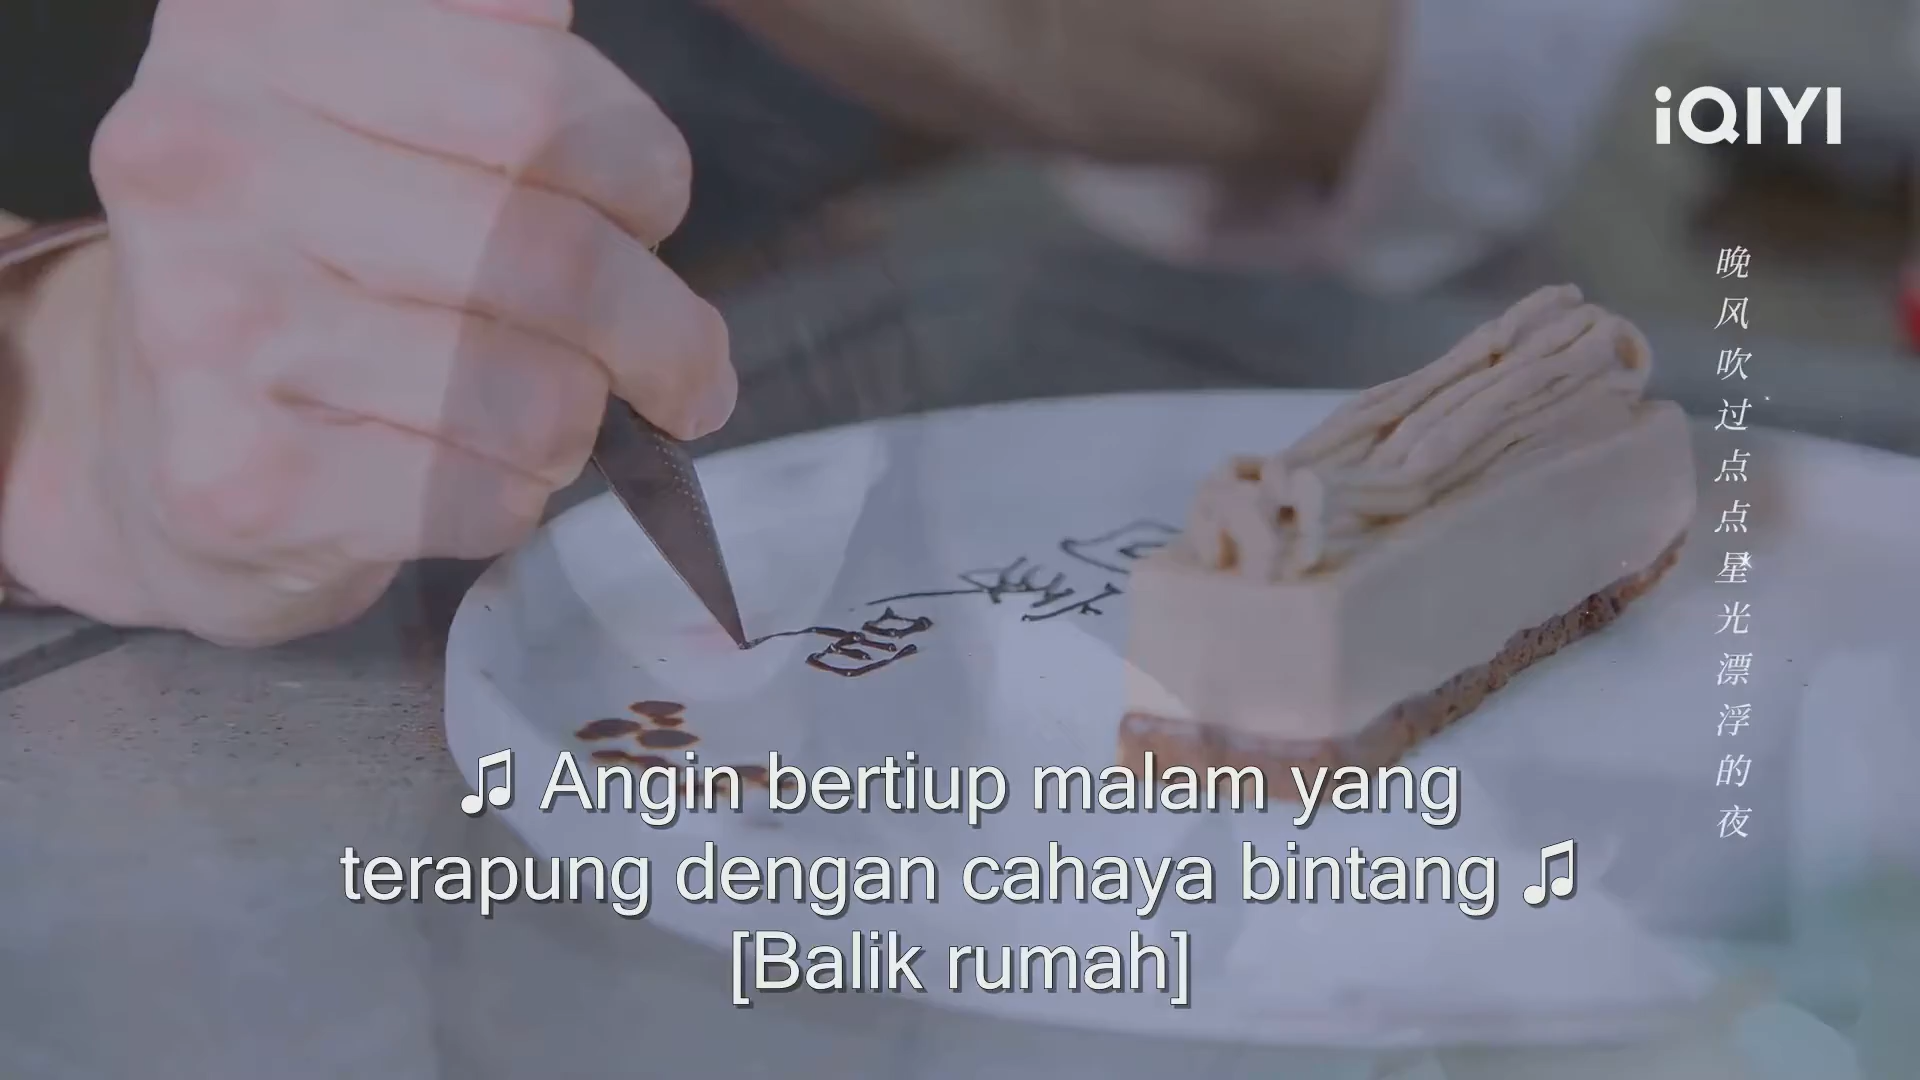 iQIYI
晚风吹过点点星光漂浮的夜
♫ Angin bertiup malam yang
terapung dengan cahaya bintang ♫
[Balik rumah]